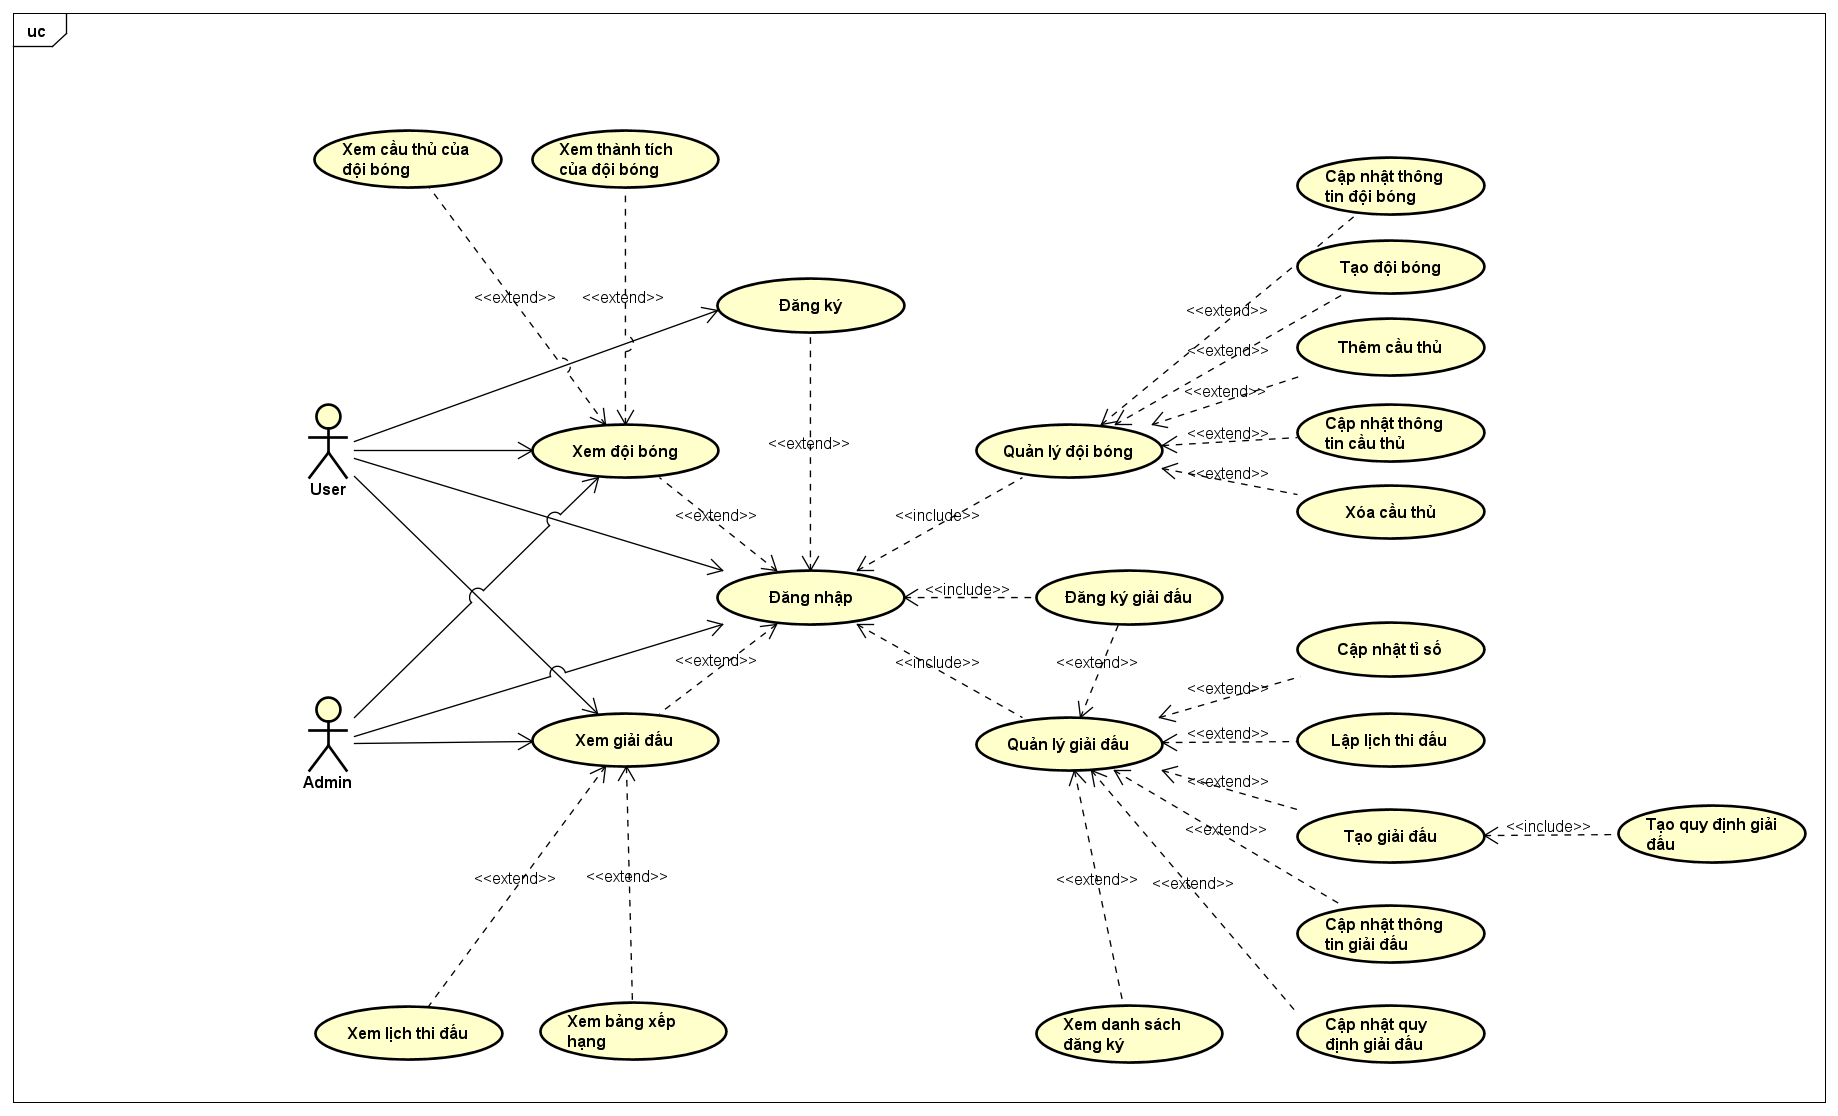 uc
Xem cầu thủ của
đội bóng
Xem thành tích
của đội bóng
Cập nhật thông
tin đội bóng
Tạo đội bóng
<<extend>>
<<extend>>
Đăng ký
<<extend>>
Thêm cầu thủ
<<extend>>
<<extend>>
Cập nhật thông
tin cầu thủ
<<extend>>
<<extend>>
Xem đội bóng
Quản lý đội bóng
<<extend>>
User
Xóa cầu thủ
<<extend>>
<<include>>
Đăng nhập
<<include>>
Đăng ký giải đấu
<<extend>>
<<include>>
<<extend>>
Cập nhật tỉ số
<<extend>>
Xem giải đấu
Quản lý giải đấu
<<extend>>
Lập lịch thi đấu
Admin
<<extend>>
<<extend>>
Tạo giải đấu
<<include>>
Tạo quy định giải
đấu
<<extend>>
<<extend>>
<<extend>>
<<extend>>
Cập nhật thông
tin giải đấu
Xem lịch thi đấu
Xem bảng xếp
hạng
Xem danh sách
đăng ký
Cập nhật quy
định giải đấu